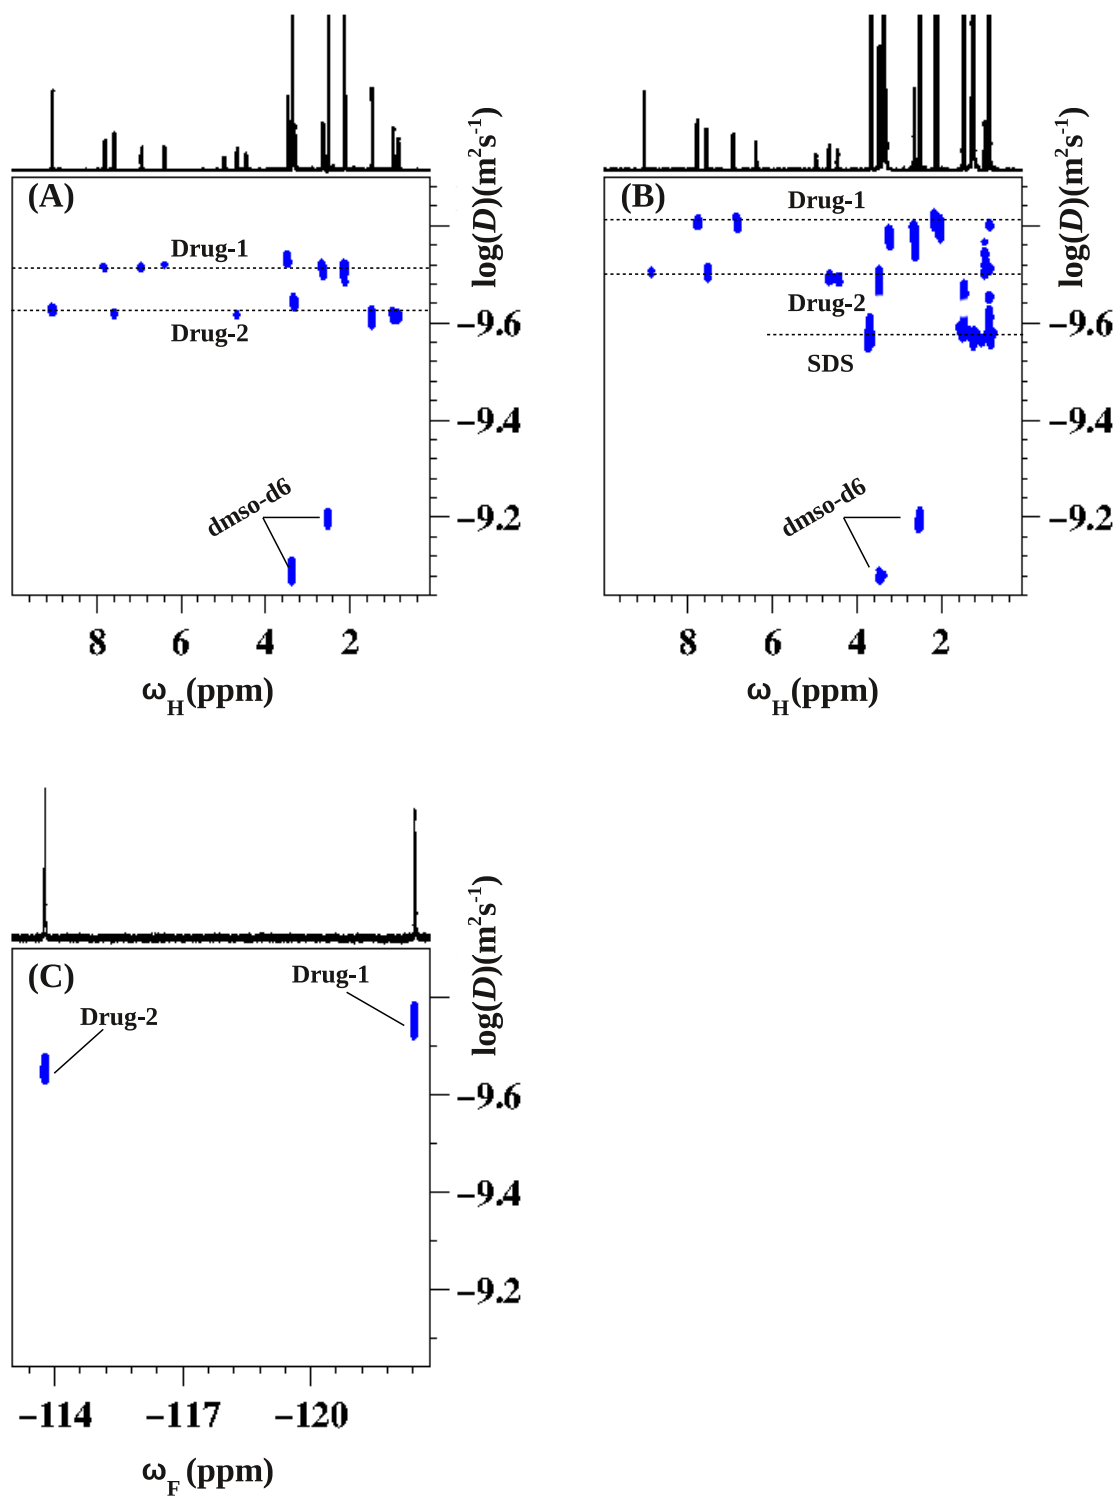 (A)
Drug-1
Drug-2
dmso-d6
log(D)(m²s⁻¹)
−9.6
−9.4
−9.2
8 6 4 2
ωH(ppm)
(B)
Drug-1
Drug-2
SDS
dmso-d6
log(D)(m²s⁻¹)
−9.6
−9.4
−9.2
8 6 4 2
ωH(ppm)
(C)
Drug-1
Drug-2
log(D)(m²s⁻¹)
−9.6
−9.4
−9.2
−114 −117 −120
ωF (ppm)